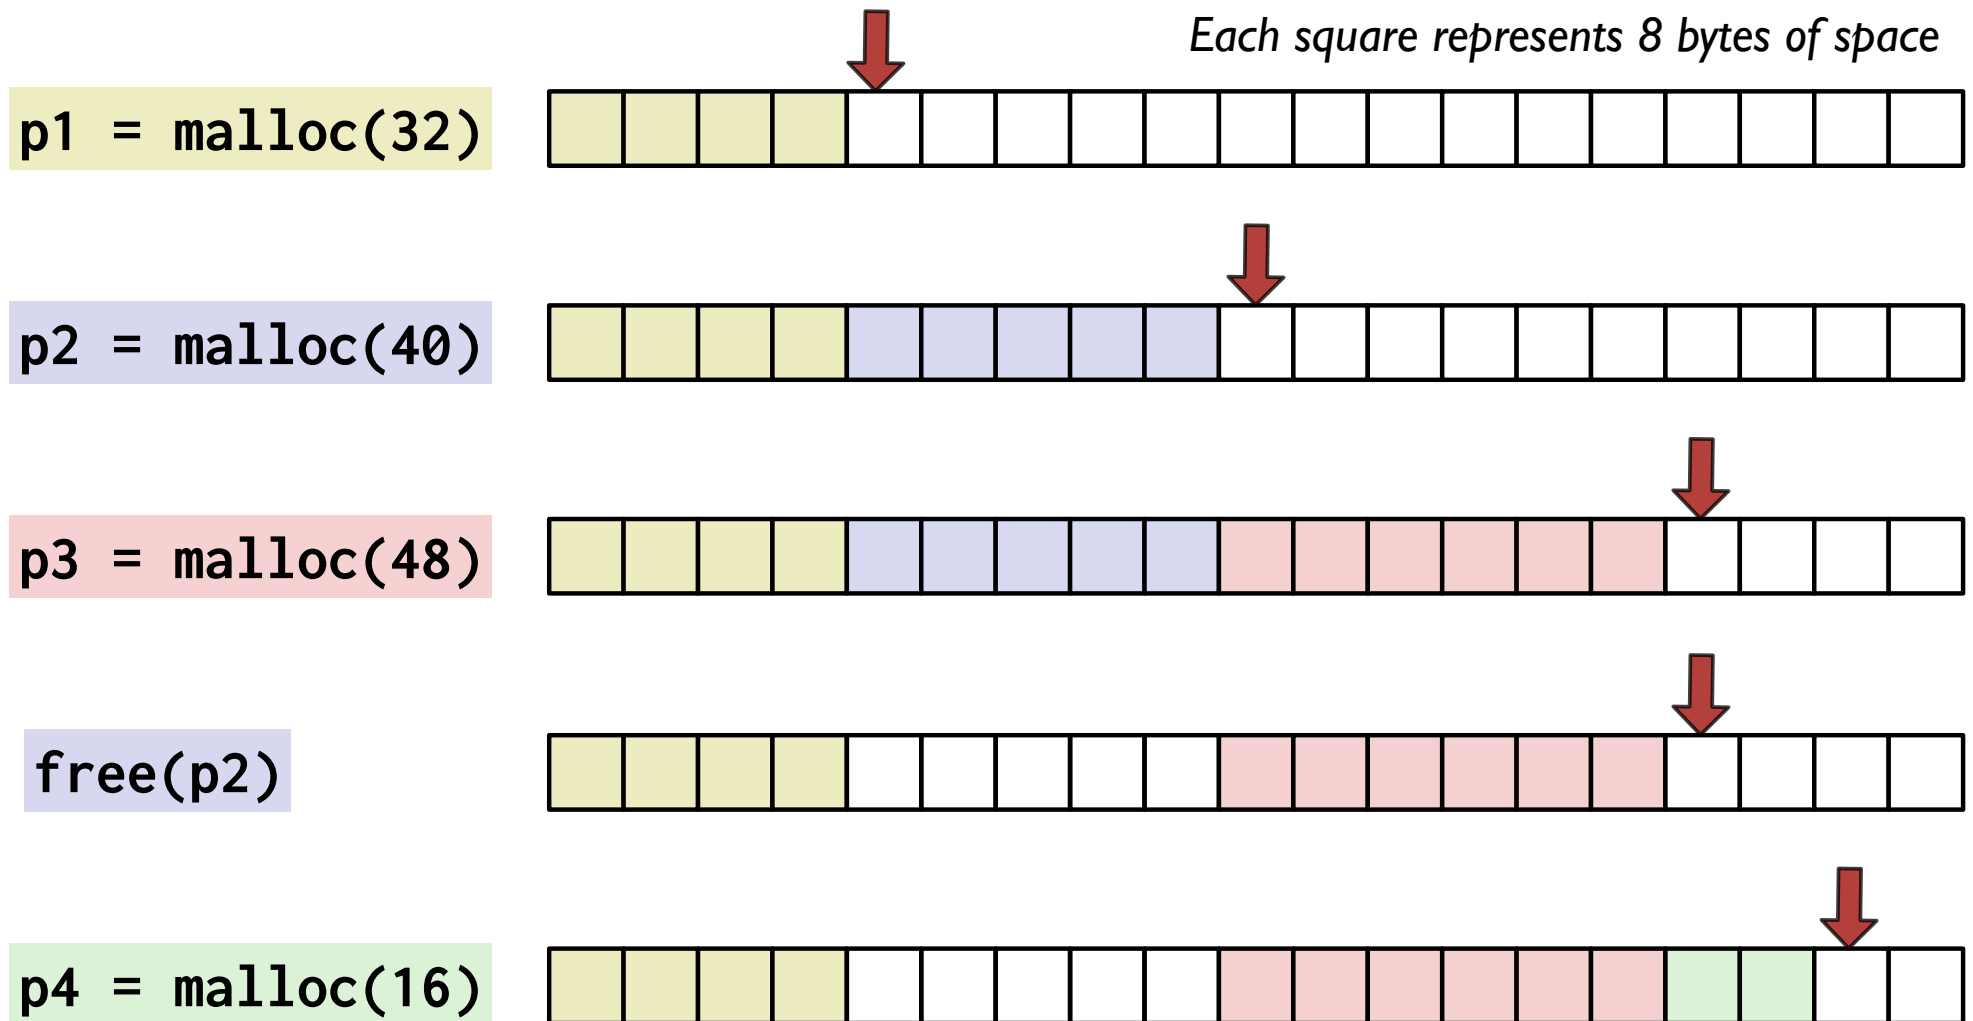 Each square represents 8 bytes of space
p1 = malloc(32)
p2 = malloc(40)
p3 = malloc(48)
free(p2)
p4 = malloc(16)